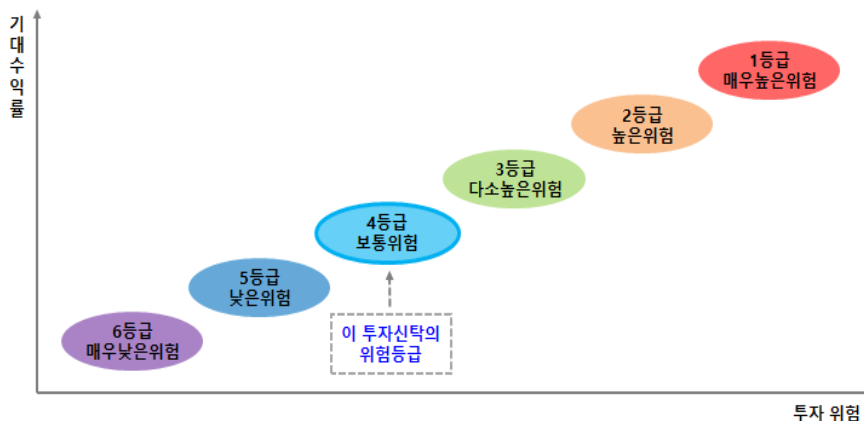 기대수익률
1등급
매우높은위험
2등급
높은위험
3등급
다소높은위험
4등급
보통위험
5등급
낮은위험
이 투자신탁의
위험등급
6등급
매우낮은위험
투자 위험